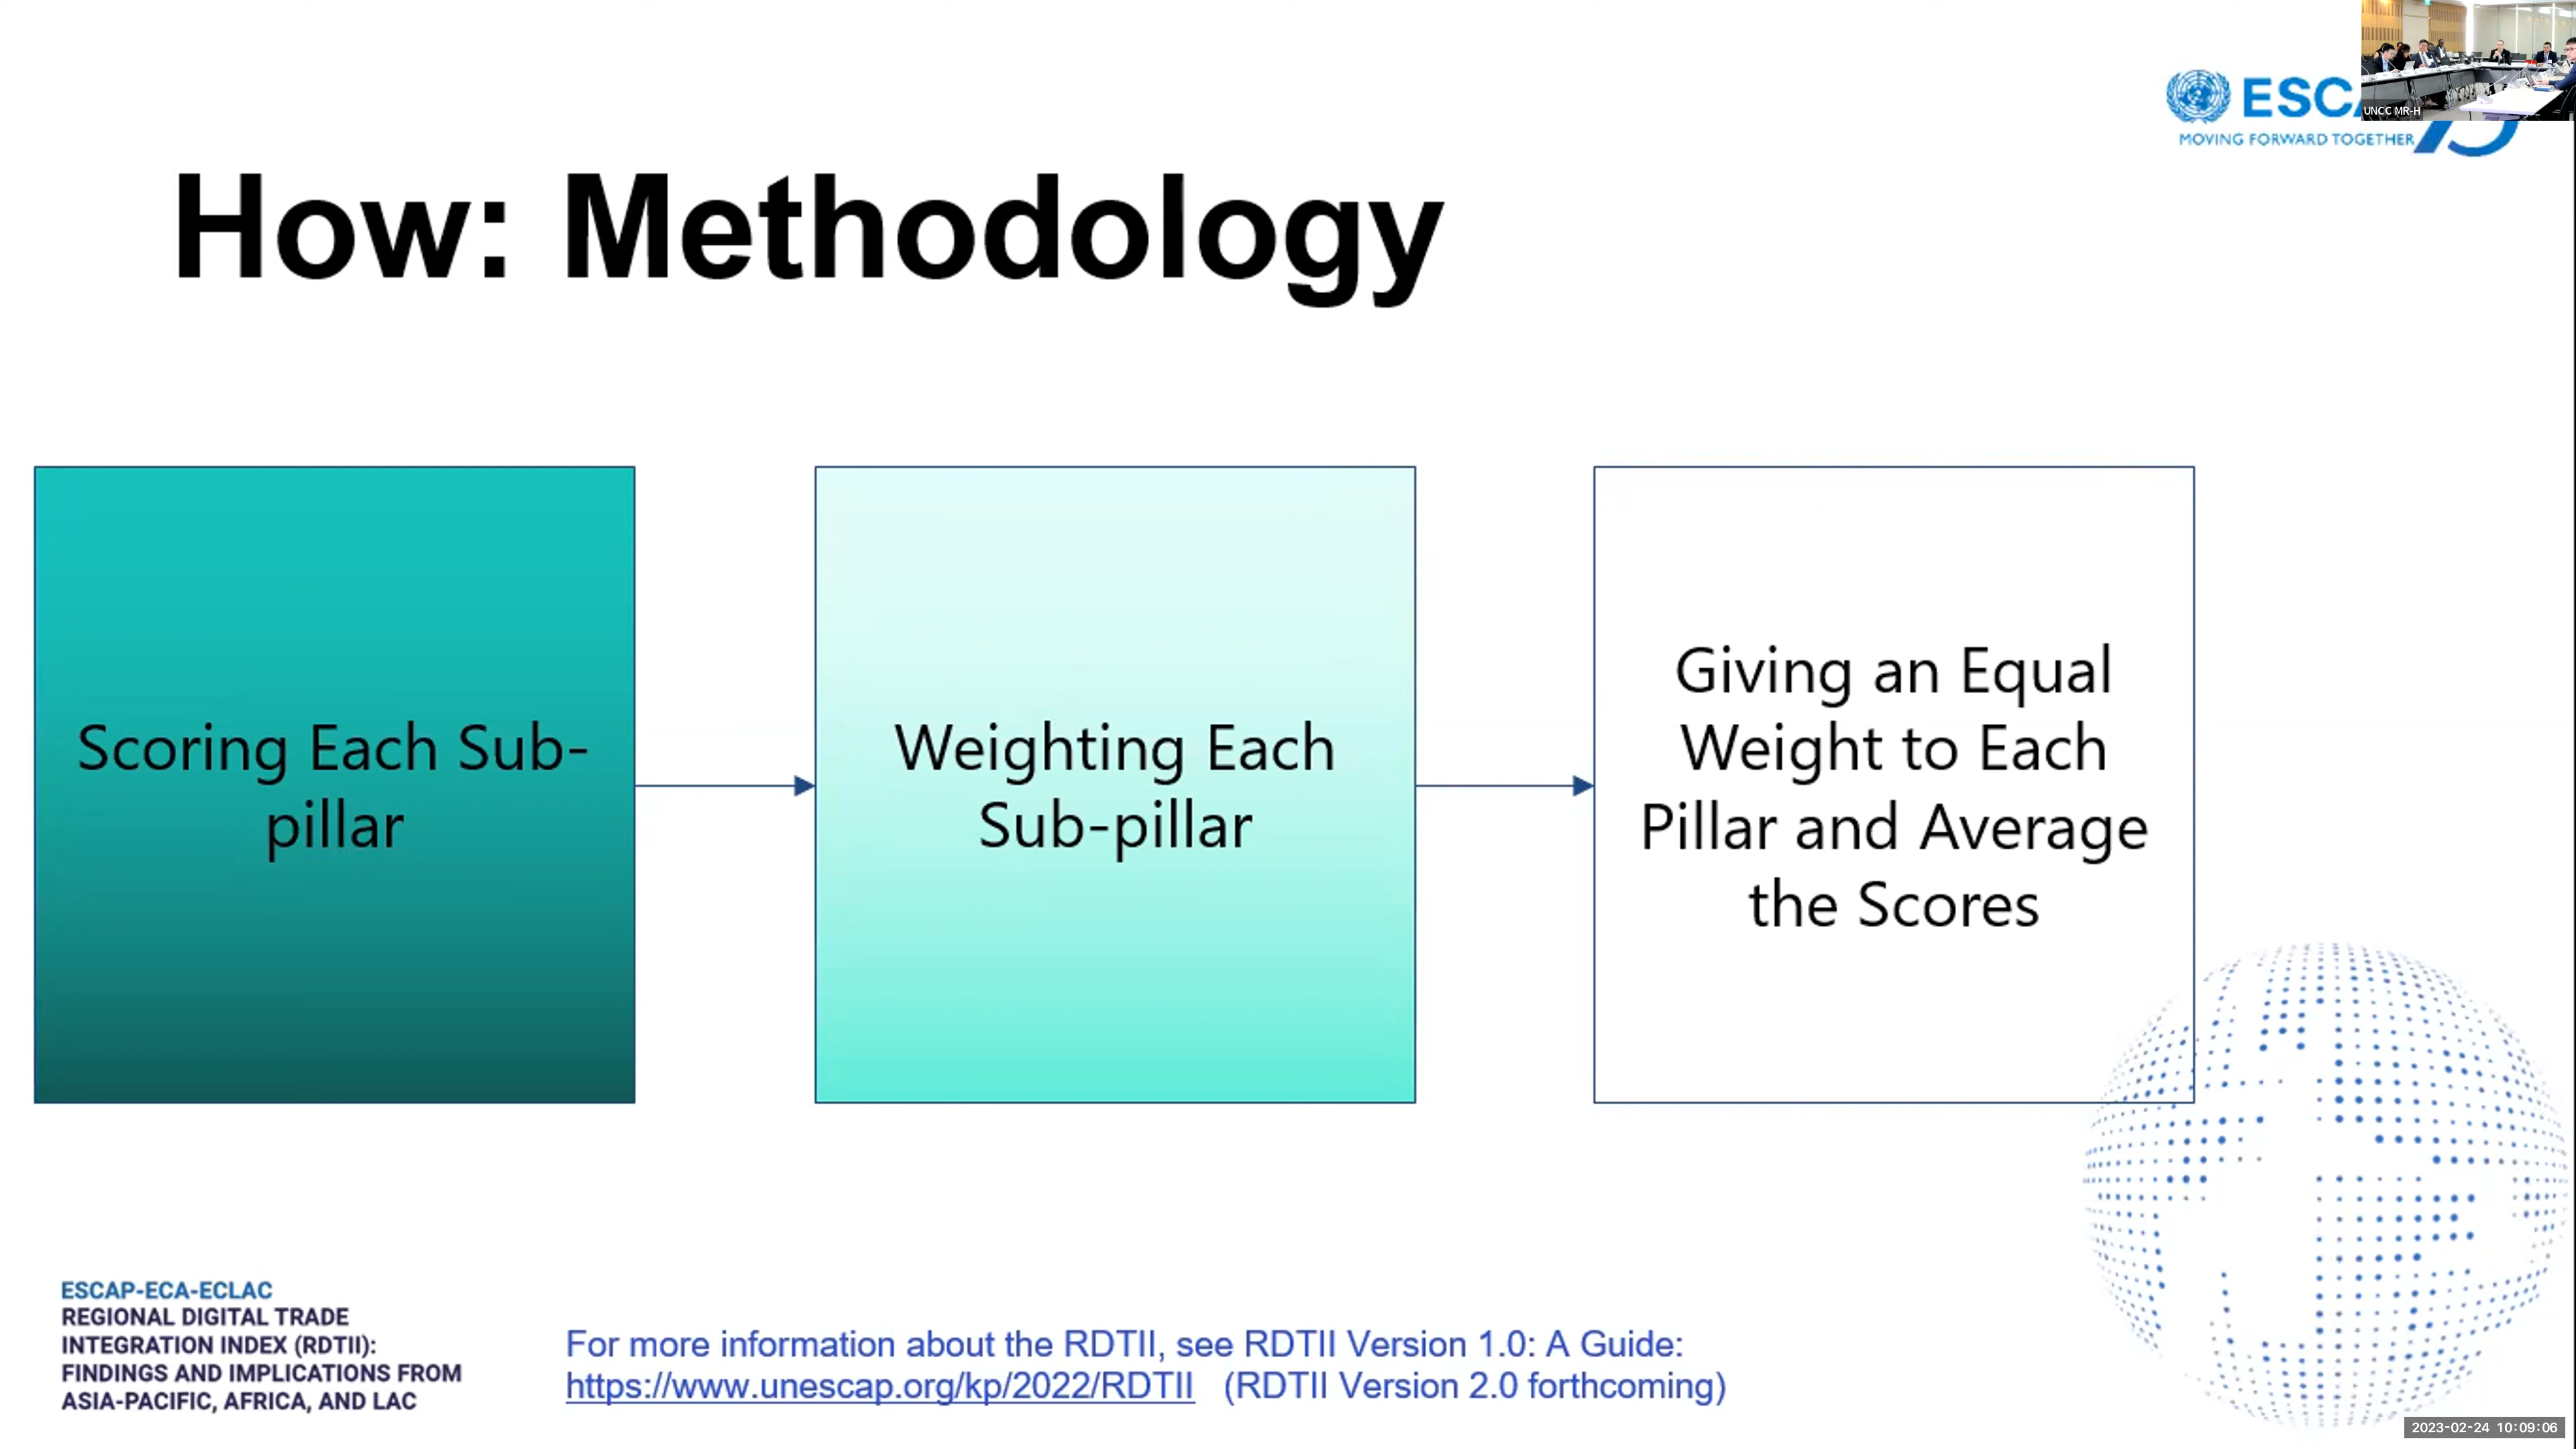 UNCC MR-H
ESC
MOVING FORWARD TOGETHER
How: Methodology
Scoring Each Sub-
pillar
Weighting Each
Sub-pillar
Giving an Equal
Weight to Each
Pillar and Average
the Scores
ESCAP-ECA-ECLAC
REGIONAL DIGITAL TRADE
INTEGRATION INDEX (RDTII):
FINDINGS AND IMPLICATIONS FROM
ASIA-PACIFIC, AFRICA, AND LAC
For more information about the RDTII, see RDTII Version 1.0: A Guide:
https://www.unescap.org/kp/2022/RDTII (RDTII Version 2.0 forthcoming)
2023-02-24 10:09:06